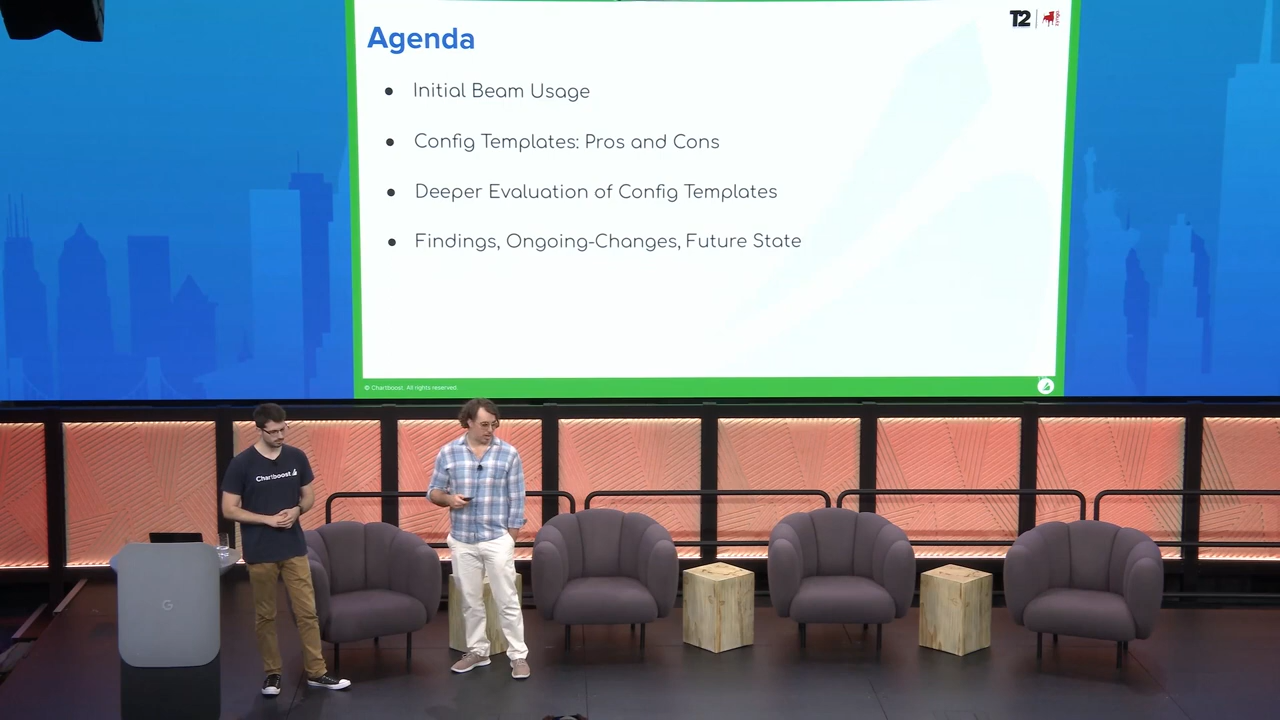 Agenda
T2
zynga
● Initial Beam Usage
● Config Templates: Pros and Cons
● Deeper Evaluation of Config Templates
● Findings, Ongoing-Changes, Future State
© Chartboost. All rights reserved.
Chartboost
G